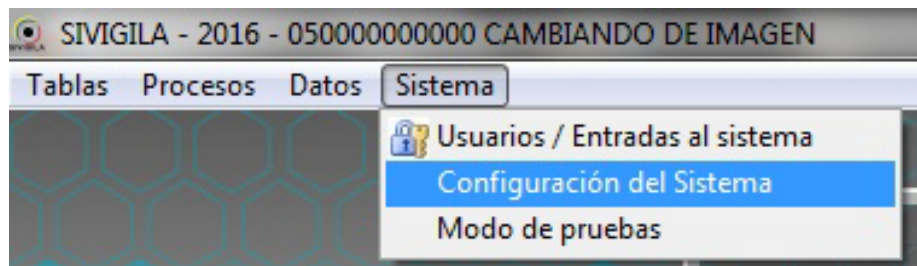 SIVIGILA - 2016 - 050000000000 CAMBIANDO DE IMAGEN
Tablas Procesos Datos Sistema
Usuarios / Entradas al sistema
Configuración del Sistema
Modo de pruebas